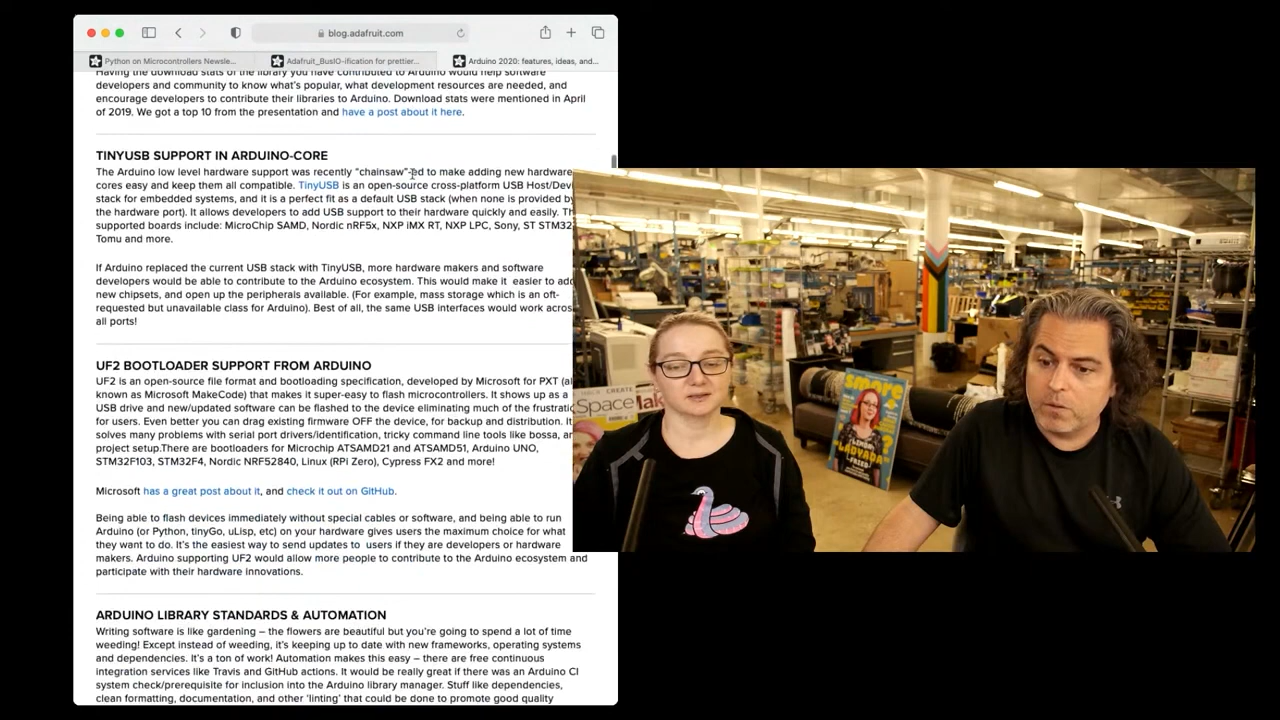 blog.adafruit.com
Python on Microcontrollers Newsle...
Adafruit_BusIO-ification for prettier...
Arduino 2020: features, ideas, and...
Having the download stats of the library you have contributed to Arduino would help software
developers and community to know what's popular, what development resources are needed, and
encourage developers to contribute their libraries to Arduino. Download stats were mentioned in April
of 2019. We got a top 10 from the presentation and have a post about it here.
TINYUSB SUPPORT IN ARDUINO-CORE
The Arduino low level hardware support was recently "chainsaw"-ed to make adding new hardware
cores easy and keep them all compatible. TinyUSB is an open-source cross-platform USB Host/Devi
stack for embedded systems, and it is a perfect fit as a default USB stack (when none is provided by
the hardware port). It allows developers to add USB support to their hardware quickly and easily. Th
supported boards include: MicroChip SAMD, Nordic nRF5x, NXP iMX RT, NXP LPC, Sony, ST STM32
Tomu and more.
If Arduino replaced the current USB stack with TinyUSB, more hardware makers and software
developers would be able to contribute to the Arduino ecosystem. This would make it easier to add
new chipsets, and open up the peripherals available. (For example, mass storage which is an oft-
requested but unavailable class for Arduino). Best of all, the same USB interfaces would work acros
all ports!
UF2 BOOTLOADER SUPPORT FROM ARDUINO
UF2 is an open-source file format and bootloading specification, developed by Microsoft for PXT (al
known as Microsoft MakeCode) that makes it super-easy to flash microcontrollers. It shows up as a
USB drive and new/updated software can be flashed to the device eliminating much of the frustratic
for users. Even better you can drag existing firmware OFF the device, for backup and distribution. It
solves many problems with serial port drivers/identification, tricky command line tools like bossa, ar
project setup.There are bootloaders for Microchip ATSAMD21 and ATSAMD51, Arduino UNO,
STM32F103, STM32F4, Nordic NRF52840, Linux (RPi Zero), Cypress FX2 and more!
Microsoft has a great post about it, and check it out on GitHub.
Being able to flash devices immediately without special cables or software, and being able to run
Arduino (or Python, tinyGo, uLisp, etc) on your hardware gives users the maximum choice for what
they want to do. It's the easiest way to send updates to users if they are developers or hardware
makers. Arduino supporting UF2 would allow more people to contribute to the Arduino ecosystem and
participate with their hardware innovations.
ARDUINO LIBRARY STANDARDS & AUTOMATION
Writing software is like gardening – the flowers are beautiful but you're going to spend a lot of time
weeding! Except instead of weeding, it's keeping up to date with new frameworks, operating systems
and dependencies. It's a ton of work! Automation makes this easy – there are free continuous
integration services like Travis and GitHub actions. It would be really great if there was an Arduino CI
system check/prerequisite for inclusion into the Arduino library manager. Stuff like dependencies,
clean formatting, documentation, and other 'linting' that could be done to promote good quality
CREATE
SpaceMak
smore
LIMOR
"LADYADA"
FRIED